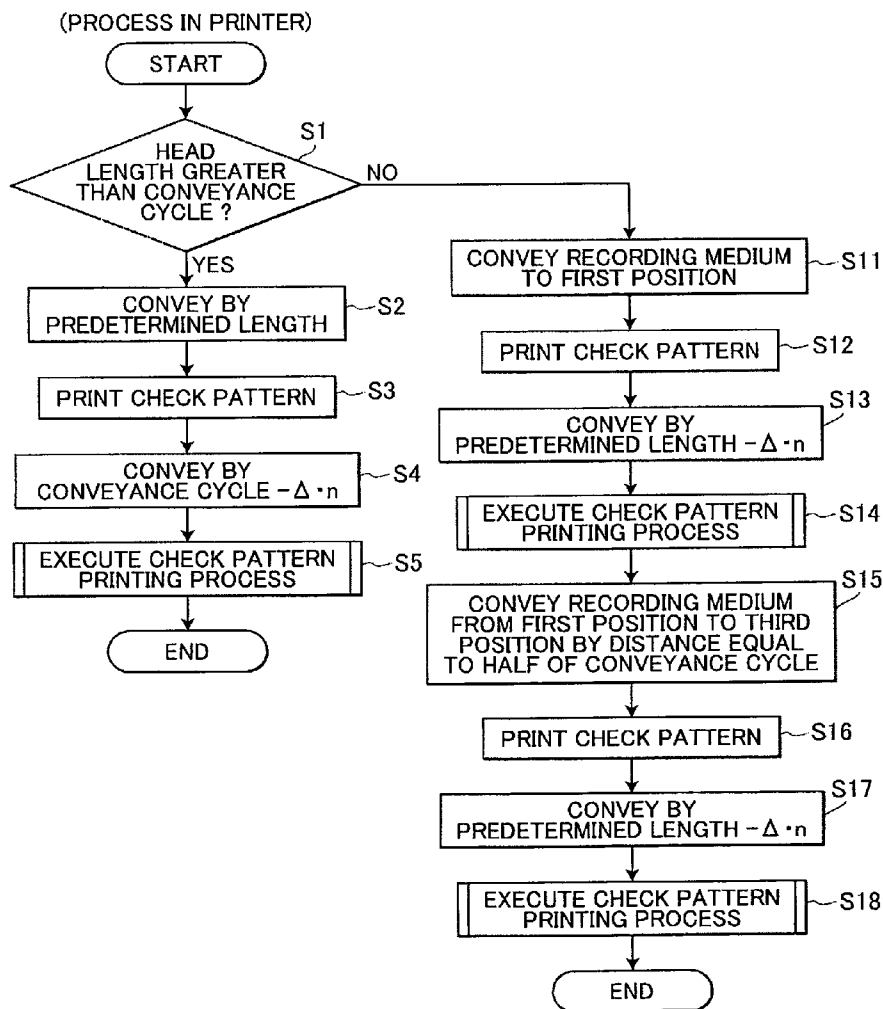 (PROCESS IN PRINTER)
START
S1
HEAD
LENGTH GREATER
THAN CONVEYANCE
CYCLE ?
NO
YES
CONVEY BY
PREDETERMINED LENGTH
S2
PRINT CHECK PATTERN
S3
CONVEY BY
CONVEYANCE CYCLE -Δ・n
S4
EXECUTE CHECK PATTERN
PRINTING PROCESS
S5
END
CONVEY RECORDING MEDIUM
TO FIRST POSITION
S11
PRINT CHECK PATTERN
S12
S13
CONVEY BY
PREDETERMINED LENGTH -Δ・n
EXECUTE CHECK PATTERN
PRINTING PROCESS
S14
S15
CONVEY RECORDING MEDIUM
FROM FIRST POSITION TO THIRD
POSITION BY DISTANCE EQUAL
TO HALF OF CONVEYANCE CYCLE
PRINT CHECK PATTERN
S16
S17
CONVEY BY
PREDETERMINED LENGTH -Δ・n
EXECUTE CHECK PATTERN
PRINTING PROCESS
S18
END